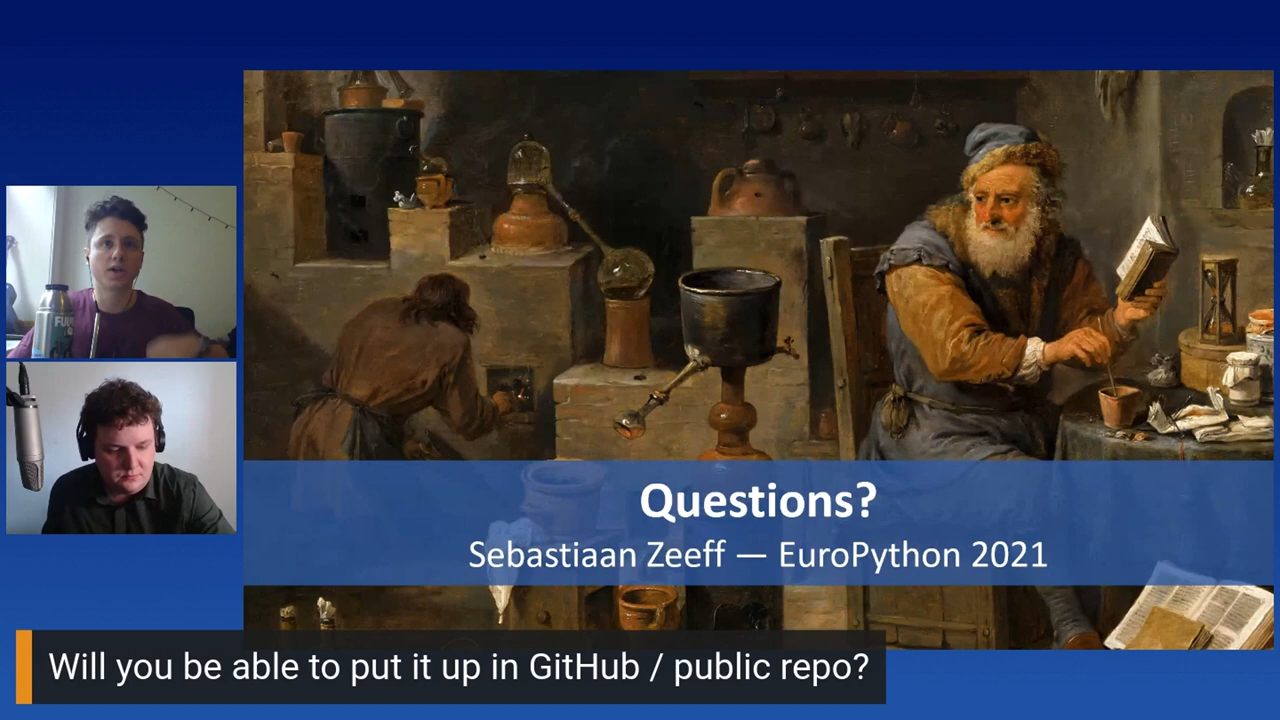 Questions?
Sebastiaan Zeeff — EuroPython 2021
Will you be able to put it up in GitHub / public repo?